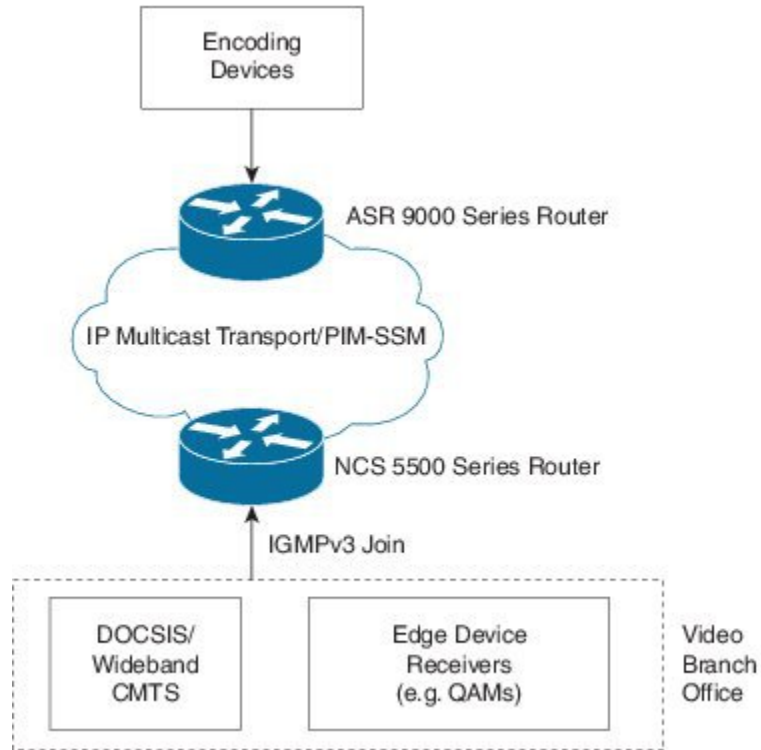 Encoding
Devices
ASR 9000 Series Router
IP Multicast Transport/PIM-SSM
NCS 5500 Series Router
IGMPv3 Join
DOCSIS/
Wideband
CMTS
Edge Device
Receivers
(e.g. QAMs)
Video
Branch
Office